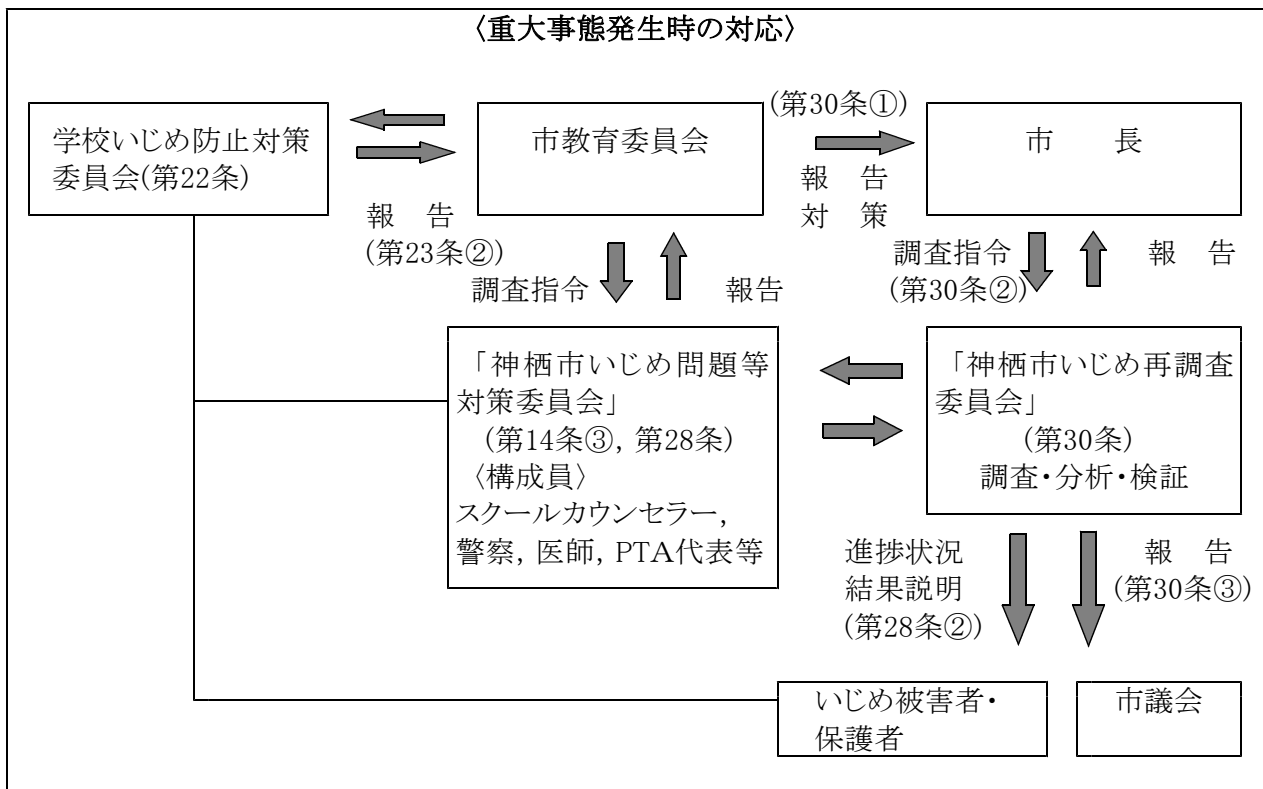 〈重大事態発生時の対応〉
学校いじめ防止対策
委員会(第22条)
市教育委員会
(第30条①)
報　告
対　策
市　　長
報　告
(第23条②)
調査指令
報告
調査指令
(第30条②)
報　告
「神栖市いじめ問題等
対策委員会」
(第14条③, 第28条)
〈構成員〉
スクールカウンセラー,
警察, 医師, PTA代表等
「神栖市いじめ再調査
委員会」
(第30条)
調査・分析・検証
進捗状況
結果説明
(第28条②)
報　告
(第30条③)
いじめ被害者・
保護者
市議会